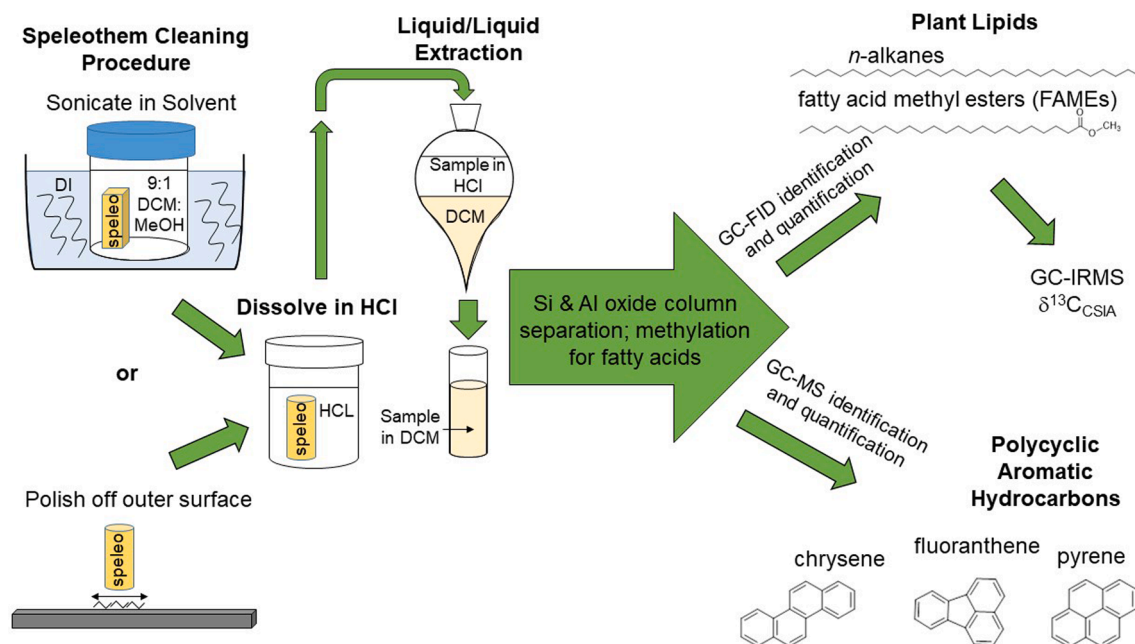 Speleothem Cleaning
Procedure
Sonicate in Solvent
DI
speleo
9:1
DCM:
MeOH
or
Polish off outer surface
speleo
Dissolve in HCl
speleo
HCL
Liquid/Liquid
Extraction
Sample in
HCl
DCM
Sample
in DCM
Si & Al oxide column
separation; methylation
for fatty acids
GC-FID identification
and quantification
Plant Lipids
n-alkanes
fatty acid methyl esters (FAMEs)
O
O
CH₃
GC-IRMS
δ¹³C_CSIA
GC-MS identification
and quantification
Polycyclic
Aromatic
Hydrocarbons
chrysene
fluoranthene
pyrene